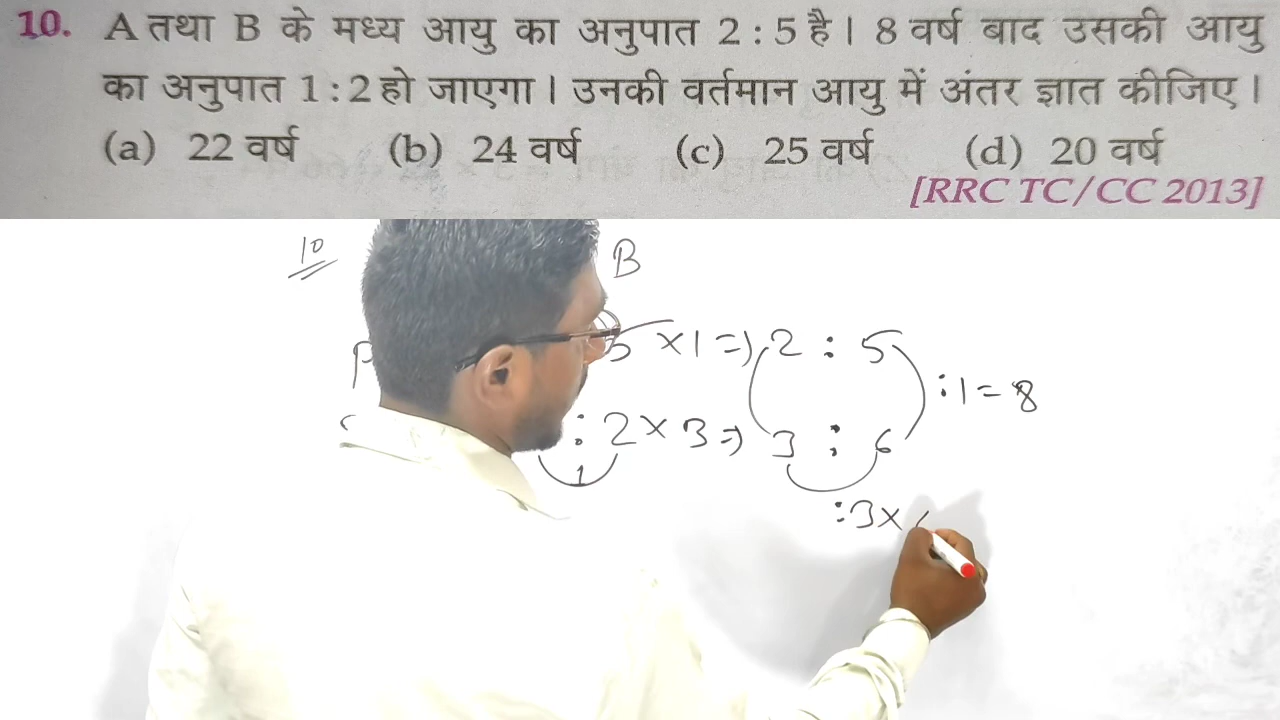 10. A तथा B के मध्य आयु का अनुपात 2 : 5 है। 8 वर्ष बाद उसकी आयु
का अनुपात 1 : 2 हो जाएगा। उनकी वर्तमान आयु में अंतर ज्ञात कीजिए।
(a) 22 वर्ष (b) 24 वर्ष (c) 25 वर्ष (d) 20 वर्ष
[RRC TC/CC 2013]
10
B
P 5 × 1 ⇒ 2 : 5
: 1 = 8
: 2 × 3 ⇒ 3 : 6
1
: 3 ×